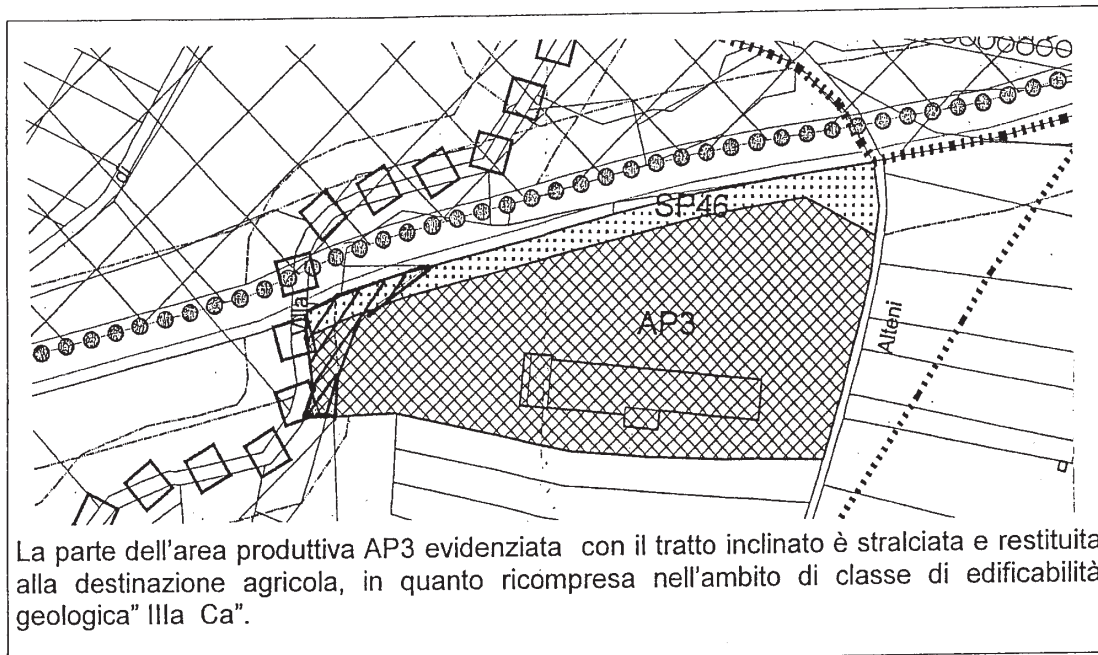 di
SP46
AP3
Alteni
La parte dell'area produttiva AP3 evidenziata con il tratto inclinato è stralciata e restituita
alla destinazione agricola, in quanto ricompresa nell'ambito di classe di edificabilità
geologica" IIIa Ca".